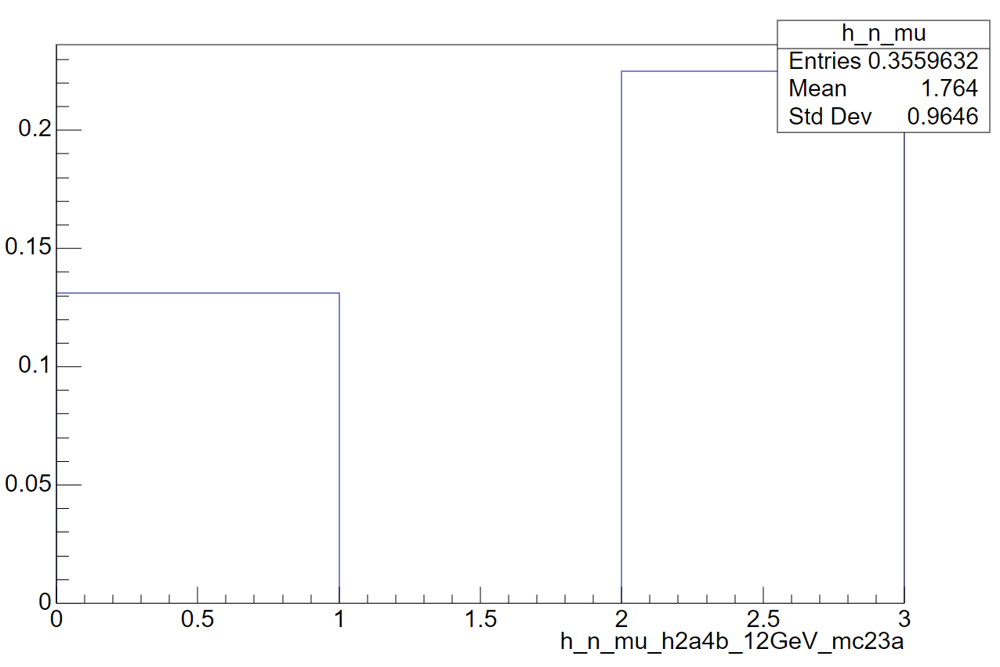 h_n_mu
Entries 0.3559632
Mean 1.764
Std Dev 0.9646
0.2
0.15
0.1
0.05
0
0 0.5 1 1.5 2 2.5 3
h_n_mu_h2a4b_12GeV_mc23a